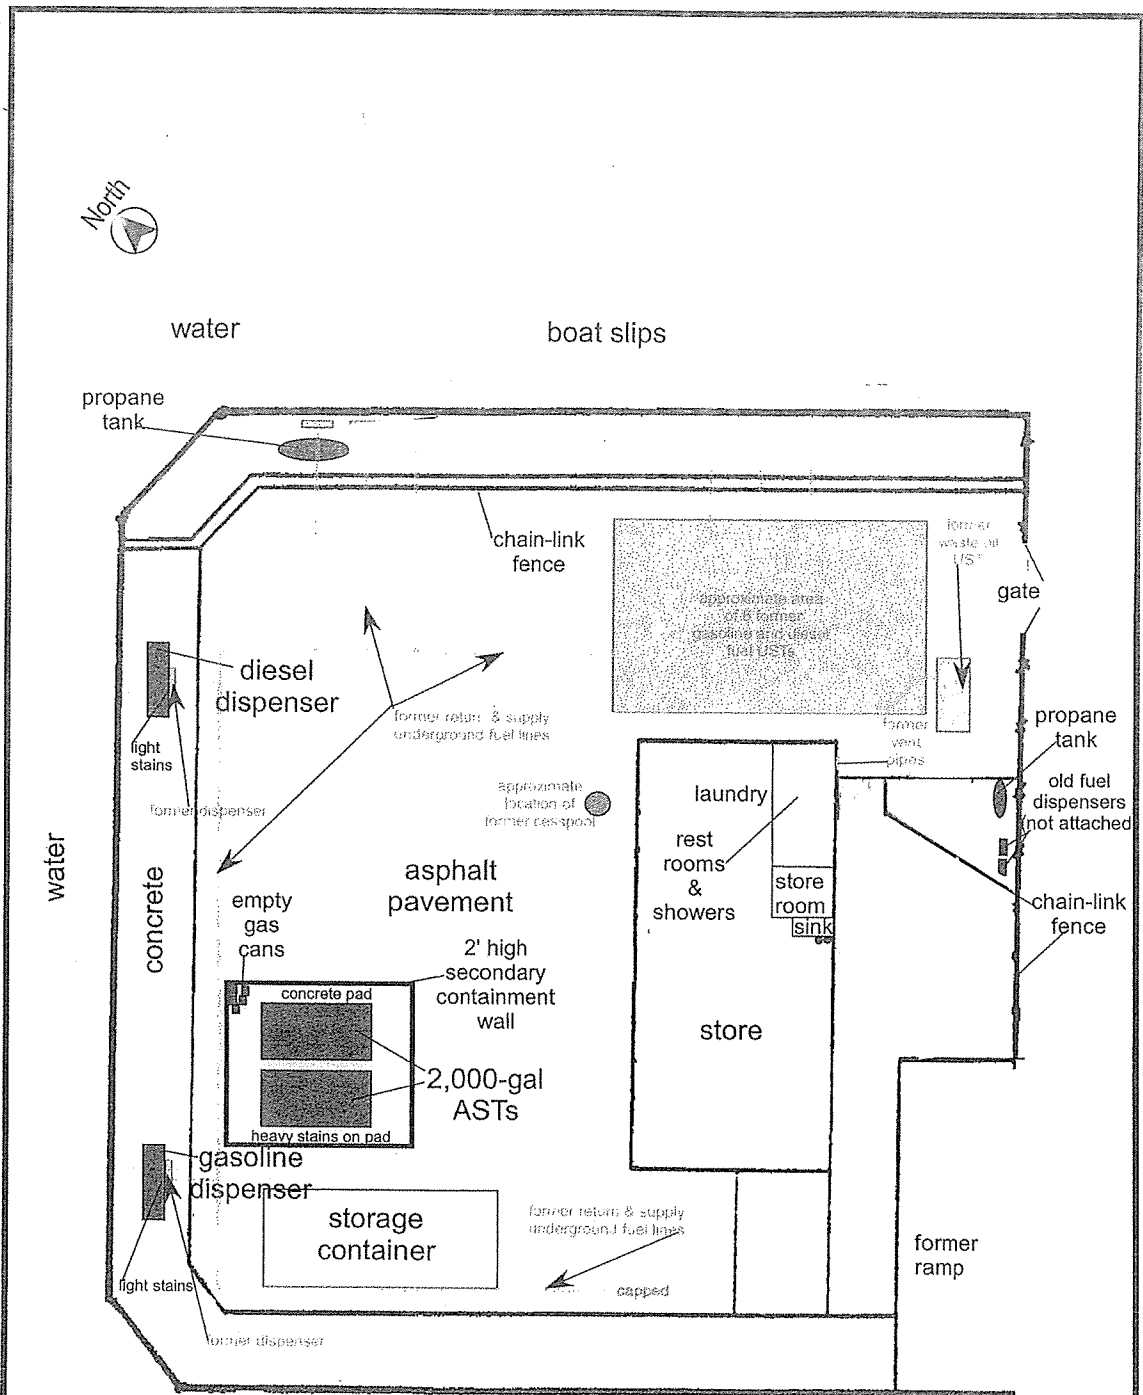 North
water
boat slips
propane
tank
chain-link
fence
former
waste oil
gate
approximate area
of 6 former
gasoline and diesel
fuel USTs
diesel
dispenser
former return & supply
underground fuel lines
former
vent
pipes
propane
tank
light
stains
former dispenser
approximate
location of
former cesspool
laundry
old fuel
dispensers
(not attached)
rest
rooms
&
showers
store
room
sink
water
concrete
asphalt
pavement
empty
gas
cans
2' high
secondary
containment
wall
chain-link
fence
concrete pad
store
2,000-gal
ASTs
heavy stains on pad
gasoline
dispenser
storage
container
former return & supply
underground fuel lines
former
ramp
light stains
capped
former dispenser